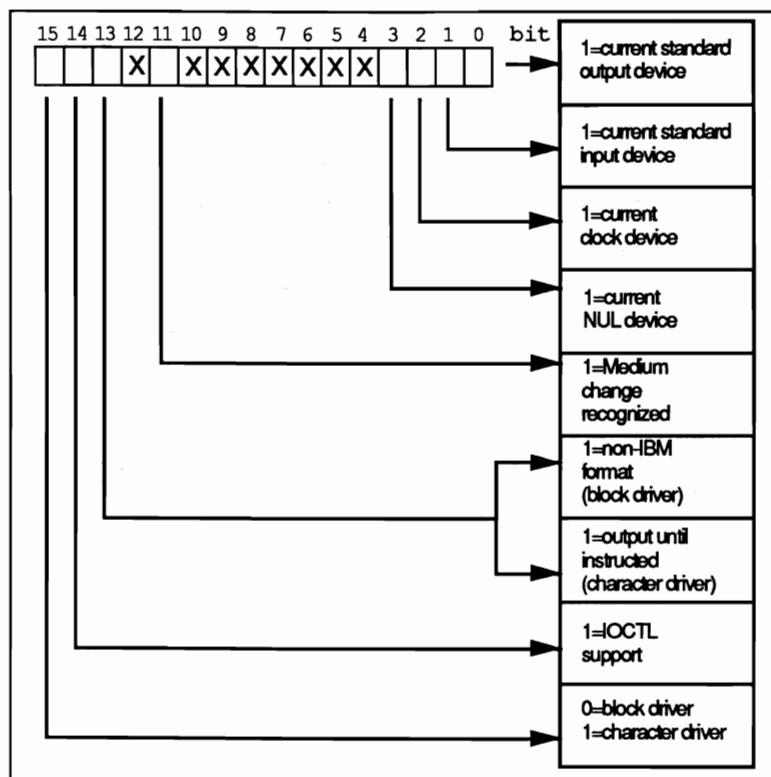 15 14 13 12 11 10 9 8 7 6 5 4 3 2 1 0 bit
X X X X X X X X
1=current standard
output device
1=current standard
input device
1=current
clock device
1=current
NUL device
1=Medium
change
recognized
1=non-IBM
format
(block driver)
1=output until
instructed
(character driver)
1=IOCTL
support
0=block driver
1=character driver